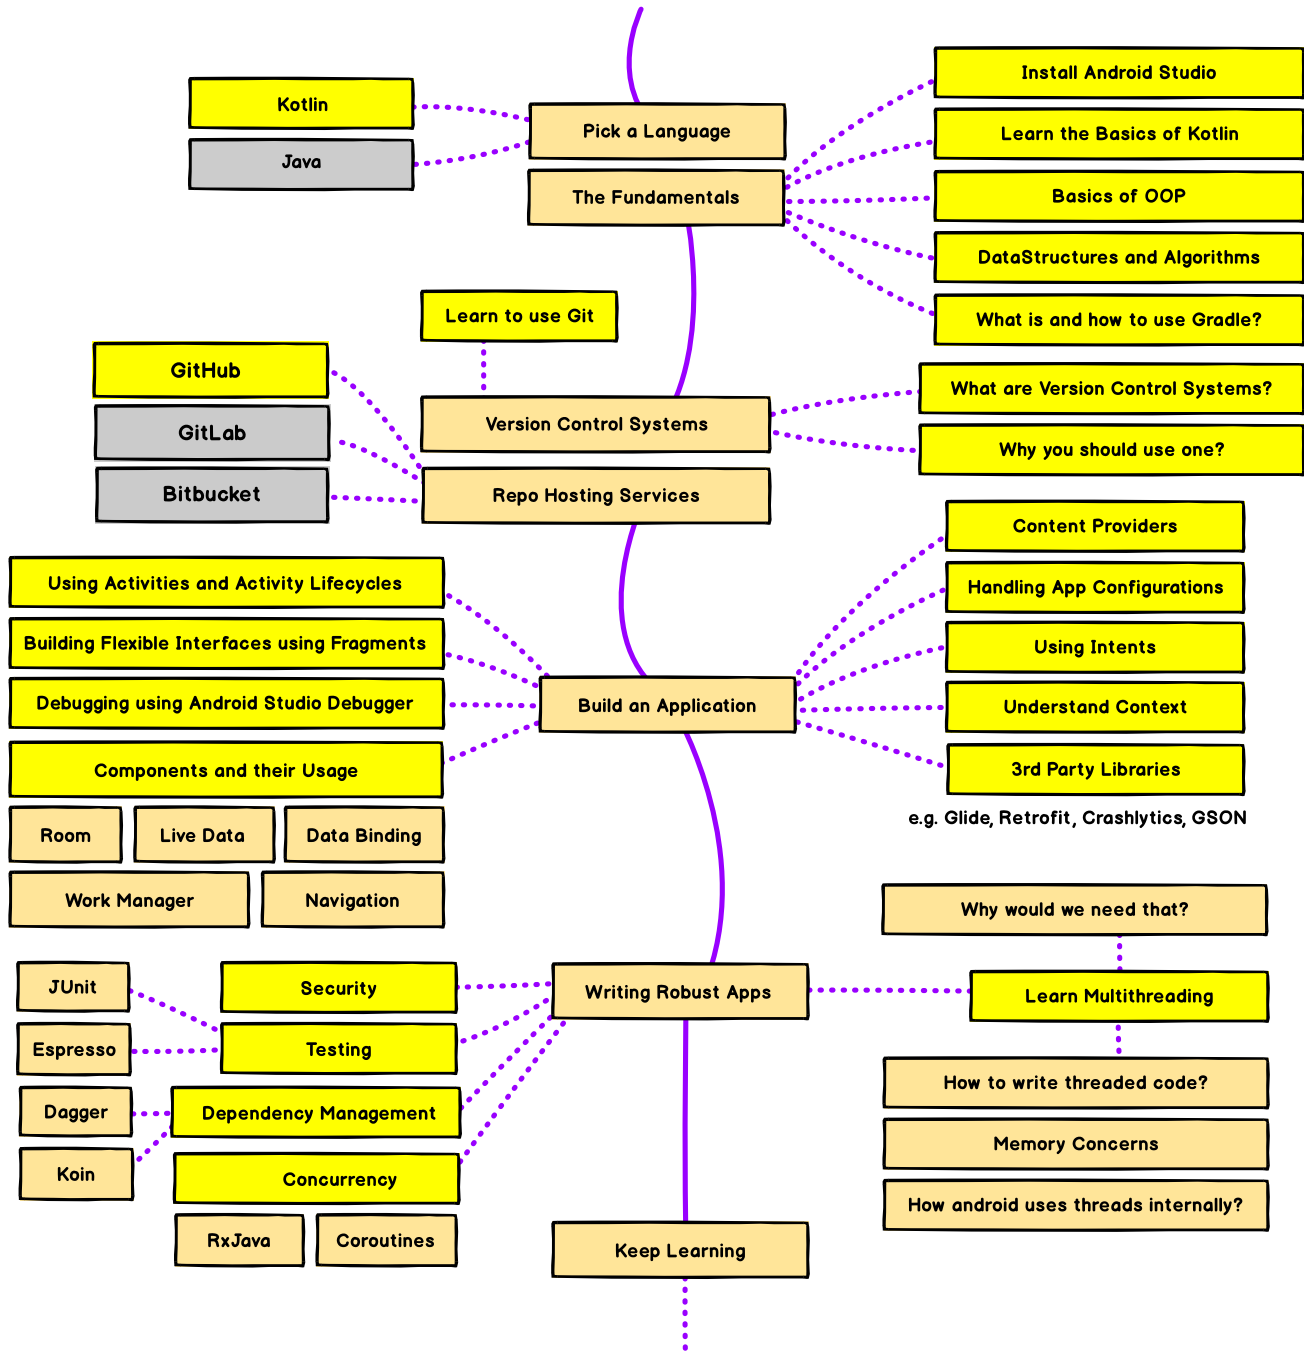 Kotlin
Java
Pick a Language
The Fundamentals
Install Android Studio
Learn the Basics of Kotlin
Basics of OOP
DataStructures and Algorithms
What is and how to use Gradle?
Learn to use Git
GitHub
GitLab
Bitbucket
Version Control Systems
Repo Hosting Services
What are Version Control Systems?
Why you should use one?
Using Activities and Activity Lifecycles
Building Flexible Interfaces using Fragments
Debugging using Android Studio Debugger
Components and their Usage
Room
Live Data
Data Binding
Work Manager
Navigation
Build an Application
Content Providers
Handling App Configurations
Using Intents
Understand Context
3rd Party Libraries
e.g. Glide, Retrofit, Crashlytics, GSON
JUnit
Espresso
Dagger
Koin
Security
Testing
Dependency Management
Concurrency
RxJava
Coroutines
Writing Robust Apps
Why would we need that?
Learn Multithreading
How to write threaded code?
Memory Concerns
How android uses threads internally?
Keep Learning